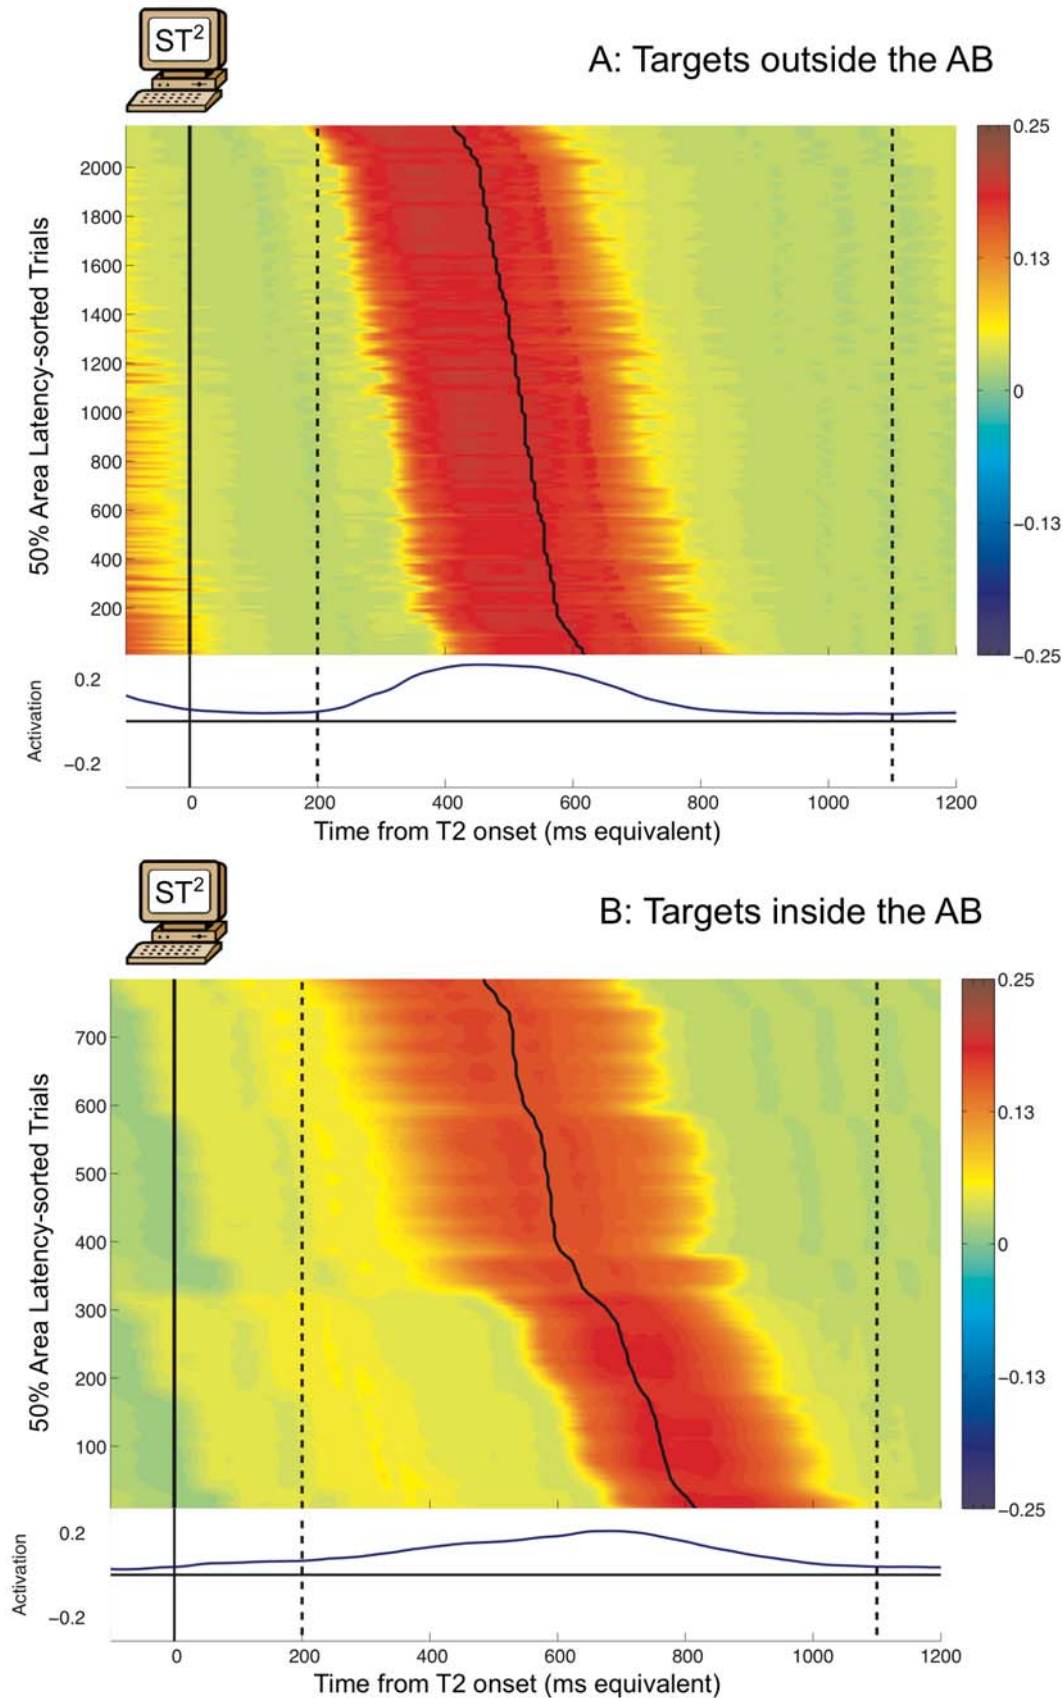 ST²
A: Targets outside the AB
50% Area Latency-sorted Trials
2000
1800
1600
1400
1200
1000
800
600
400
200
0.25
0.13
0
−0.13
−0.25
Activation
0.2
−0.2
0 200 400 600 800 1000 1200
Time from T2 onset (ms equivalent)
ST²
B: Targets inside the AB
50% Area Latency-sorted Trials
700
600
500
400
300
200
100
0.25
0.13
0
−0.13
−0.25
Activation
0.2
−0.2
0 200 400 600 800 1000 1200
Time from T2 onset (ms equivalent)